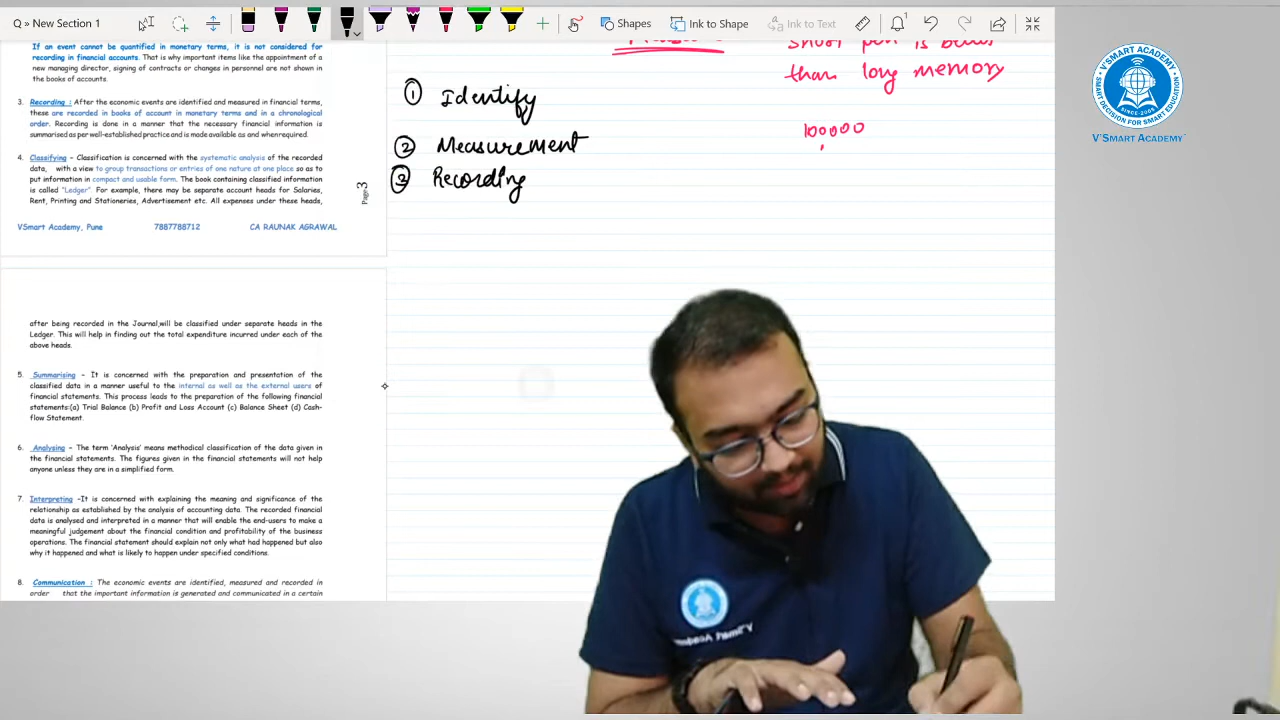 Shapes
Ink to Shape
Ink to Text
If an event cannot be quantified in monetary terms, it is not considered for
recording in financial accounts. That is why important items like the appointment of a
new managing director, signing of contracts or changes in personnel are not shown in
the books of accounts.
3. Recording : After the economic events are identified and measured in financial terms,
these are recorded in books of account in monetary terms and in a chronological
order. Recording is done in a manner that the necessary financial information is
summarised as per well-established practice and is made available as and when required.
4. Classifying – Classification is concerned with the systematic analysis of the recorded
data, with a view to group transactions or entries of one nature at one place so as to
put information in compact and usable form. The book containing classified information
is called "Ledger". For example, there may be separate account heads for Salaries,
Rent, Printing and Stationeries, Advertisement etc. All expenses under these heads,
Page 3
VSmart Academy, Pune 7887788712 CA RAUNAK AGRAWAL
after being recorded in the Journal,will be classified under separate heads in the
Ledger. This will help in finding out the total expenditure incurred under each of the
above heads.
5. Summarising – It is concerned with the preparation and presentation of the
classified data in a manner useful to the internal as well as the external users of
financial statements. This process leads to the preparation of the following financial
statements:(a) Trial Balance (b) Profit and Loss Account (c) Balance Sheet (d) Cash-
flow Statement.
6. Analysing – The term 'Analysis' means methodical classification of the data given in
the financial statements. The figures given in the financial statements will not help
anyone unless they are in a simplified form.
7. Interpreting –It is concerned with explaining the meaning and significance of the
relationship as established by the analysis of accounting data. The recorded financial
data is analysed and interpreted in a manner that will enable the end-users to make a
meaningful judgement about the financial condition and profitability of the business
operations. The financial statement should explain not only what had happened but also
why it happened and what is likely to happen under specified conditions.
8. Communication : The economic events are identified, measured and recorded in
order that the important information is generated and communicated in a certain
short pen is better
than long memory
100000
① Identify
② Measurement
③ Recording
V'SMART ACADEMY
SMART DECISION FOR SMART EDUCATION
SINCE-2005
V'SMART ACADEMY
V'Smart Academy